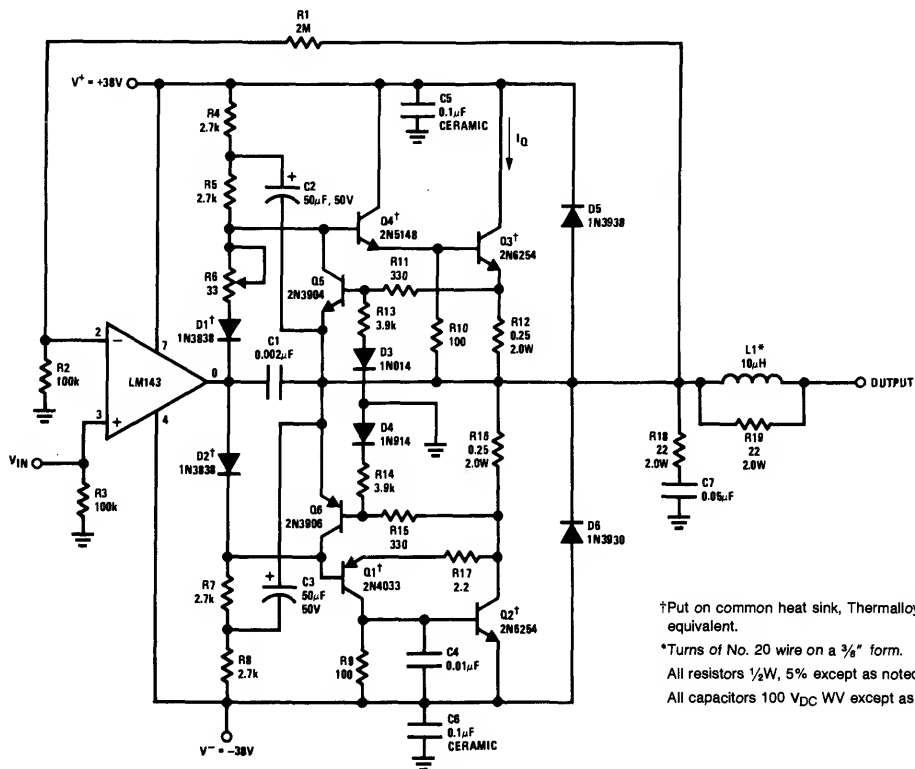 R1
2M
V⁺ = +38V
R4
2.7k
C5
0.1μF
CERAMIC
I_Q
R5
2.7k
+
C2
50μF, 50V
D5
1N3938
Q4†
2N5148
Q3†
2N6254
R6
33
R11
330
Q5
2N3904
R13
3.9k
R12
0.25
2.0W
D1†
1N3838
R10
100
C1
0.002μF
D3
1N014
L1*
10μH
2
−
7
LM143
0
OUTPUT
R2
100k
3
+
4
D4
1N914
R16
0.25
2.0W
R18
22
2.0W
R19
22
2.0W
V_IN
D2†
1N3838
R14
3.9k
C7
0.05μF
R3
100k
Q6
2N3906
R15
330
D6
1N3930
R17
2.2
Q1†
2N4033
R7
2.7k
+
C3
50μF
50V
Q2†
2N6254
†Put on common heat sink, Thermalloy
equivalent.
*Turns of No. 20 wire on a ⅜″ form.
R8
2.7k
R9
100
C4
0.01μF
All resistors ½W, 5% except as noted
All capacitors 100 V_DC WV except as
C6
0.1μF
CERAMIC
V⁻ = −38V